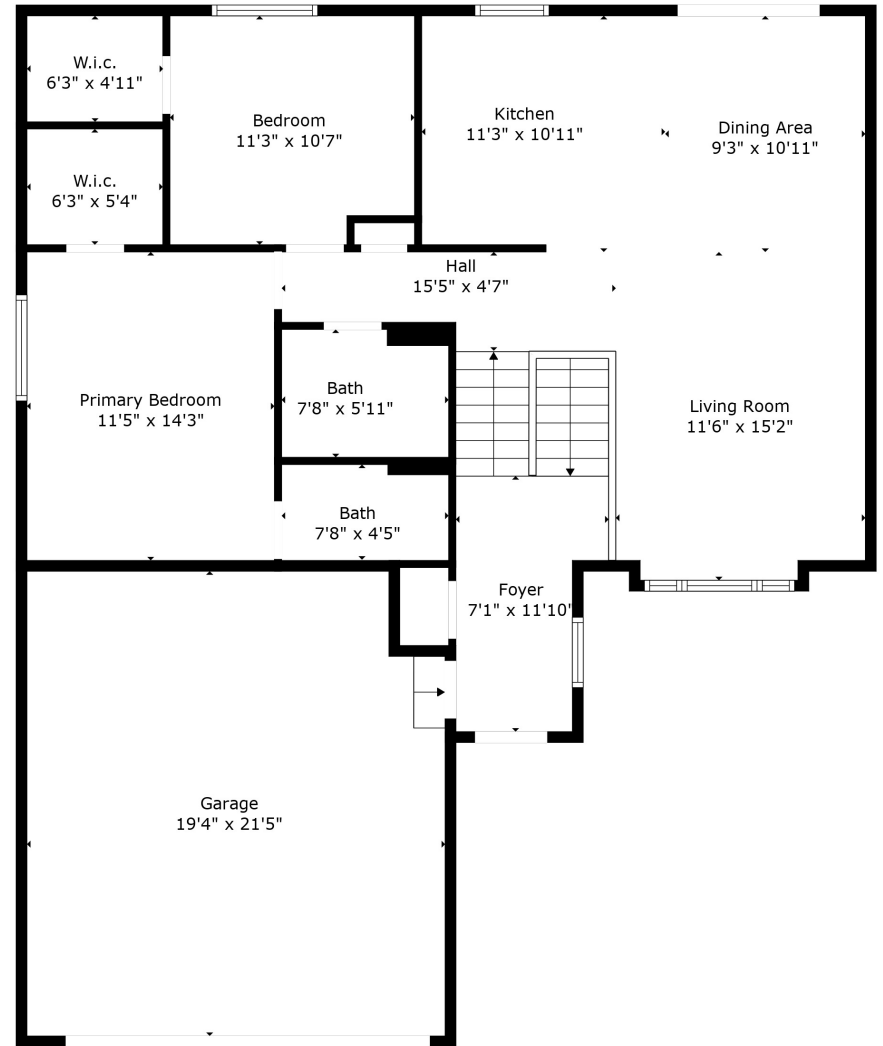 W.i.c.
6'3" x 4'11"
Bedroom
11'3" x 10'7"
Kitchen
11'3" x 10'11"
Dining Area
9'3" x 10'11"
W.i.c.
6'3" x 5'4"
Hall
15'5" x 4'7"
Primary Bedroom
11'5" x 14'3"
Bath
7'8" x 5'11"
Living Room
11'6" x 15'2"
Bath
7'8" x 4'5"
Foyer
7'1" x 11'10"
Garage
19'4" x 21'5"